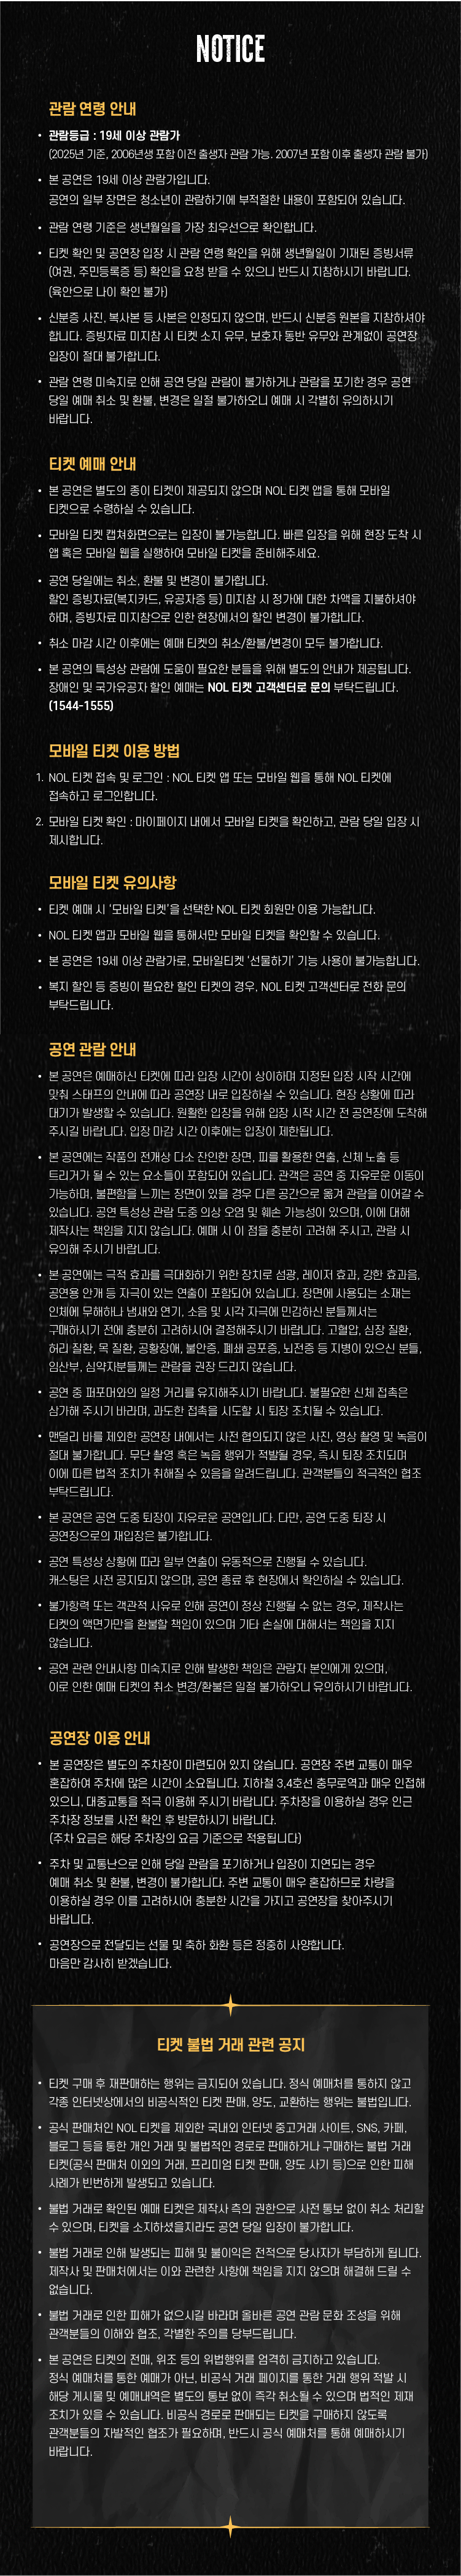 NOTICE
관람 연령 안내
• 관람등급 : 19세 이상 관람가
(2025년 기준, 2006년생 포함 이전 출생자 관람 가능. 2007년 포함 이후 출생자 관람 불가)
• 본 공연은 19세 이상 관람가입니다.
공연의 일부 장면은 청소년이 관람하기에 부적절한 내용이 포함되어 있습니다.
• 관람 연령 기준은 생년월일을 가장 최우선으로 확인합니다.
• 티켓 확인 및 공연장 입장 시 관람 연령 확인을 위해 생년월일이 기재된 증빙서류
(여권, 주민등록증 등) 확인을 요청 받을 수 있으니 반드시 지참하시기 바랍니다.
(육안으로 나이 확인 불가)
• 신분증 사진, 복사본 등 사본은 인정되지 않으며, 반드시 신분증 원본을 지참하셔야
합니다. 증빙자료 미지참 시 티켓 소지 유무, 보호자 동반 유무와 관계없이 공연장
입장이 절대 불가합니다.
• 관람 연령 미숙지로 인해 공연 당일 관람이 불가하거나 관람을 포기한 경우 공연
당일 예매 취소 및 환불, 변경은 일절 불가하오니 예매 시 각별히 유의하시기
바랍니다.
티켓 예매 안내
• 본 공연은 별도의 종이 티켓이 제공되지 않으며 NOL 티켓 앱을 통해 모바일
티켓으로 수령하실 수 있습니다.
• 모바일 티켓 캡쳐화면으로는 입장이 불가능합니다. 빠른 입장을 위해 현장 도착 시
앱 혹은 모바일 웹을 실행하여 모바일 티켓을 준비해주세요.
• 공연 당일에는 취소, 환불 및 변경이 불가합니다.
할인 증빙자료(복지카드, 유공자증 등) 미지참 시 정가에 대한 차액을 지불하셔야
하며, 증빙자료 미지참으로 인한 현장에서의 할인 변경이 불가합니다.
• 취소 마감 시간 이후에는 예매 티켓의 취소/환불/변경이 모두 불가합니다.
• 본 공연의 특성상 관람에 도움이 필요한 분들을 위해 별도의 안내가 제공됩니다.
장애인 및 국가유공자 할인 예매는 NOL 티켓 고객센터로 문의 부탁드립니다.
(1544-1555)
모바일 티켓 이용 방법
1. NOL 티켓 접속 및 로그인 : NOL 티켓 앱 또는 모바일 웹을 통해 NOL 티켓에
접속하고 로그인합니다.
2. 모바일 티켓 확인 : 마이페이지 내에서 모바일 티켓을 확인하고, 관람 당일 입장 시
제시합니다.
모바일 티켓 유의사항
• 티켓 예매 시 '모바일 티켓'을 선택한 NOL 티켓 회원만 이용 가능합니다.
• NOL 티켓 앱과 모바일 웹을 통해서만 모바일 티켓을 확인할 수 있습니다.
• 본 공연은 19세 이상 관람가로, 모바일티켓 '선물하기' 기능 사용이 불가능합니다.
• 복지 할인 등 증빙이 필요한 할인 티켓의 경우, NOL 티켓 고객센터로 전화 문의
부탁드립니다.
공연 관람 안내
• 본 공연은 예매하신 티켓에 따라 입장 시간이 상이하며 지정된 입장 시작 시간에
맞춰 스태프의 안내에 따라 공연장 내로 입장하실 수 있습니다. 현장 상황에 따라
대기가 발생할 수 있습니다. 원활한 입장을 위해 입장 시작 시간 전 공연장에 도착해
주시길 바랍니다. 입장 마감 시간 이후에는 입장이 제한됩니다.
• 본 공연에는 작품의 전개상 다소 잔인한 장면, 피를 활용한 연출, 신체 노출 등
트리거가 될 수 있는 요소들이 포함되어 있습니다. 관객은 공연 중 자유로운 이동이
가능하며, 불편함을 느끼는 장면이 있을 경우 다른 공간으로 옮겨 관람을 이어갈 수
있습니다. 공연 특성상 관람 도중 의상 오염 및 훼손 가능성이 있으며, 이에 대해
제작사는 책임을 지지 않습니다. 예매 시 이 점을 충분히 고려해 주시고, 관람 시
유의해 주시기 바랍니다.
• 본 공연에는 극적 효과를 극대화하기 위한 장치로 섬광, 레이저 효과, 강한 효과음,
공연용 안개 등 자극이 있는 연출이 포함되어 있습니다. 장면에 사용되는 소재는
인체에 무해하나 냄새와 연기, 소음 및 시각 자극에 민감하신 분들께서는
구매하시기 전에 충분히 고려하시어 결정해주시기 바랍니다. 고혈압, 심장 질환,
허리 질환, 목 질환, 공황장애, 불안증, 폐쇄 공포증, 뇌전증 등 지병이 있으신 분들,
임산부, 심약자분들께는 관람을 권장 드리지 않습니다.
• 공연 중 퍼포머와의 일정 거리를 유지해주시기 바랍니다. 불필요한 신체 접촉은
삼가해 주시기 바라며, 과도한 접촉을 시도할 시 퇴장 조치될 수 있습니다.
• 맨덜리 바를 제외한 공연장 내에서는 사전 협의되지 않은 사진, 영상 촬영 및 녹음이
절대 불가합니다. 무단 촬영 혹은 녹음 행위가 적발될 경우, 즉시 퇴장 조치되며
이에 따른 법적 조치가 취해질 수 있음을 알려드립니다. 관객분들의 적극적인 협조
부탁드립니다.
• 본 공연은 공연 도중 퇴장이 자유로운 공연입니다. 다만, 공연 도중 퇴장 시
공연장으로의 재입장은 불가합니다.
• 공연 특성상 상황에 따라 일부 연출이 유동적으로 진행될 수 있습니다.
캐스팅은 사전 공지되지 않으며, 공연 종료 후 현장에서 확인하실 수 있습니다.
• 불가항력 또는 객관적 사유로 인해 공연이 정상 진행될 수 없는 경우, 제작사는
티켓의 액면가만을 환불할 책임이 있으며 기타 손실에 대해서는 책임을 지지
않습니다.
• 공연 관련 안내사항 미숙지로 인해 발생한 책임은 관람자 본인에게 있으며,
이로 인한 예매 티켓의 취소 변경/환불은 일절 불가하오니 유의하시기 바랍니다.
공연장 이용 안내
• 본 공연장은 별도의 주차장이 마련되어 있지 않습니다. 공연장 주변 교통이 매우
혼잡하여 주차에 많은 시간이 소요됩니다. 지하철 3,4호선 충무로역과 매우 인접해
있으니, 대중교통을 적극 이용해 주시기 바랍니다. 주차장을 이용하실 경우 인근
주차장 정보를 사전 확인 후 방문하시기 바랍니다.
(주차 요금은 해당 주차장의 요금 기준으로 적용됩니다)
• 주차 및 교통난으로 인해 당일 관람을 포기하거나 입장이 지연되는 경우
예매 취소 및 환불, 변경이 불가합니다. 주변 교통이 매우 혼잡하므로 차량을
이용하실 경우 이를 고려하시어 충분한 시간을 가지고 공연장을 찾아주시기
바랍니다.
• 공연장으로 전달되는 선물 및 축하 화환 등은 정중히 사양합니다.
마음만 감사히 받겠습니다.
티켓 불법 거래 관련 공지
• 티켓 구매 후 재판매하는 행위는 금지되어 있습니다. 정식 예매처를 통하지 않고
각종 인터넷상에서의 비공식적인 티켓 판매, 양도, 교환하는 행위는 불법입니다.
• 공식 판매처인 NOL 티켓을 제외한 국내외 인터넷 중고거래 사이트, SNS, 카페,
블로그 등을 통한 개인 거래 및 불법적인 경로로 판매하거나 구매하는 불법 거래
티켓(공식 판매처 이외의 거래, 프리미엄 티켓 판매, 양도 사기 등)으로 인한 피해
사례가 빈번하게 발생되고 있습니다.
• 불법 거래로 확인된 예매 티켓은 제작사 측의 권한으로 사전 통보 없이 취소 처리할
수 있으며, 티켓을 소지하셨을지라도 공연 당일 입장이 불가합니다.
• 불법 거래로 인해 발생되는 피해 및 불이익은 전적으로 당사자가 부담하게 됩니다.
제작사 및 판매처에서는 이와 관련한 사항에 책임을 지지 않으며 해결해 드릴 수
없습니다.
• 불법 거래로 인한 피해가 없으시길 바라며 올바른 공연 관람 문화 조성을 위해
관객분들의 이해와 협조, 각별한 주의를 당부드립니다.
• 본 공연은 티켓의 전매, 위조 등의 위법행위를 엄격히 금지하고 있습니다.
정식 예매처를 통한 예매가 아닌, 비공식 거래 페이지를 통한 거래 행위 적발 시
해당 게시물 및 예매내역은 별도의 통보 없이 즉각 취소될 수 있으며 법적인 제재
조치가 있을 수 있습니다. 비공식 경로로 판매되는 티켓을 구매하지 않도록
관객분들의 자발적인 협조가 필요하며, 반드시 공식 예매처를 통해 예매하시기
바랍니다.